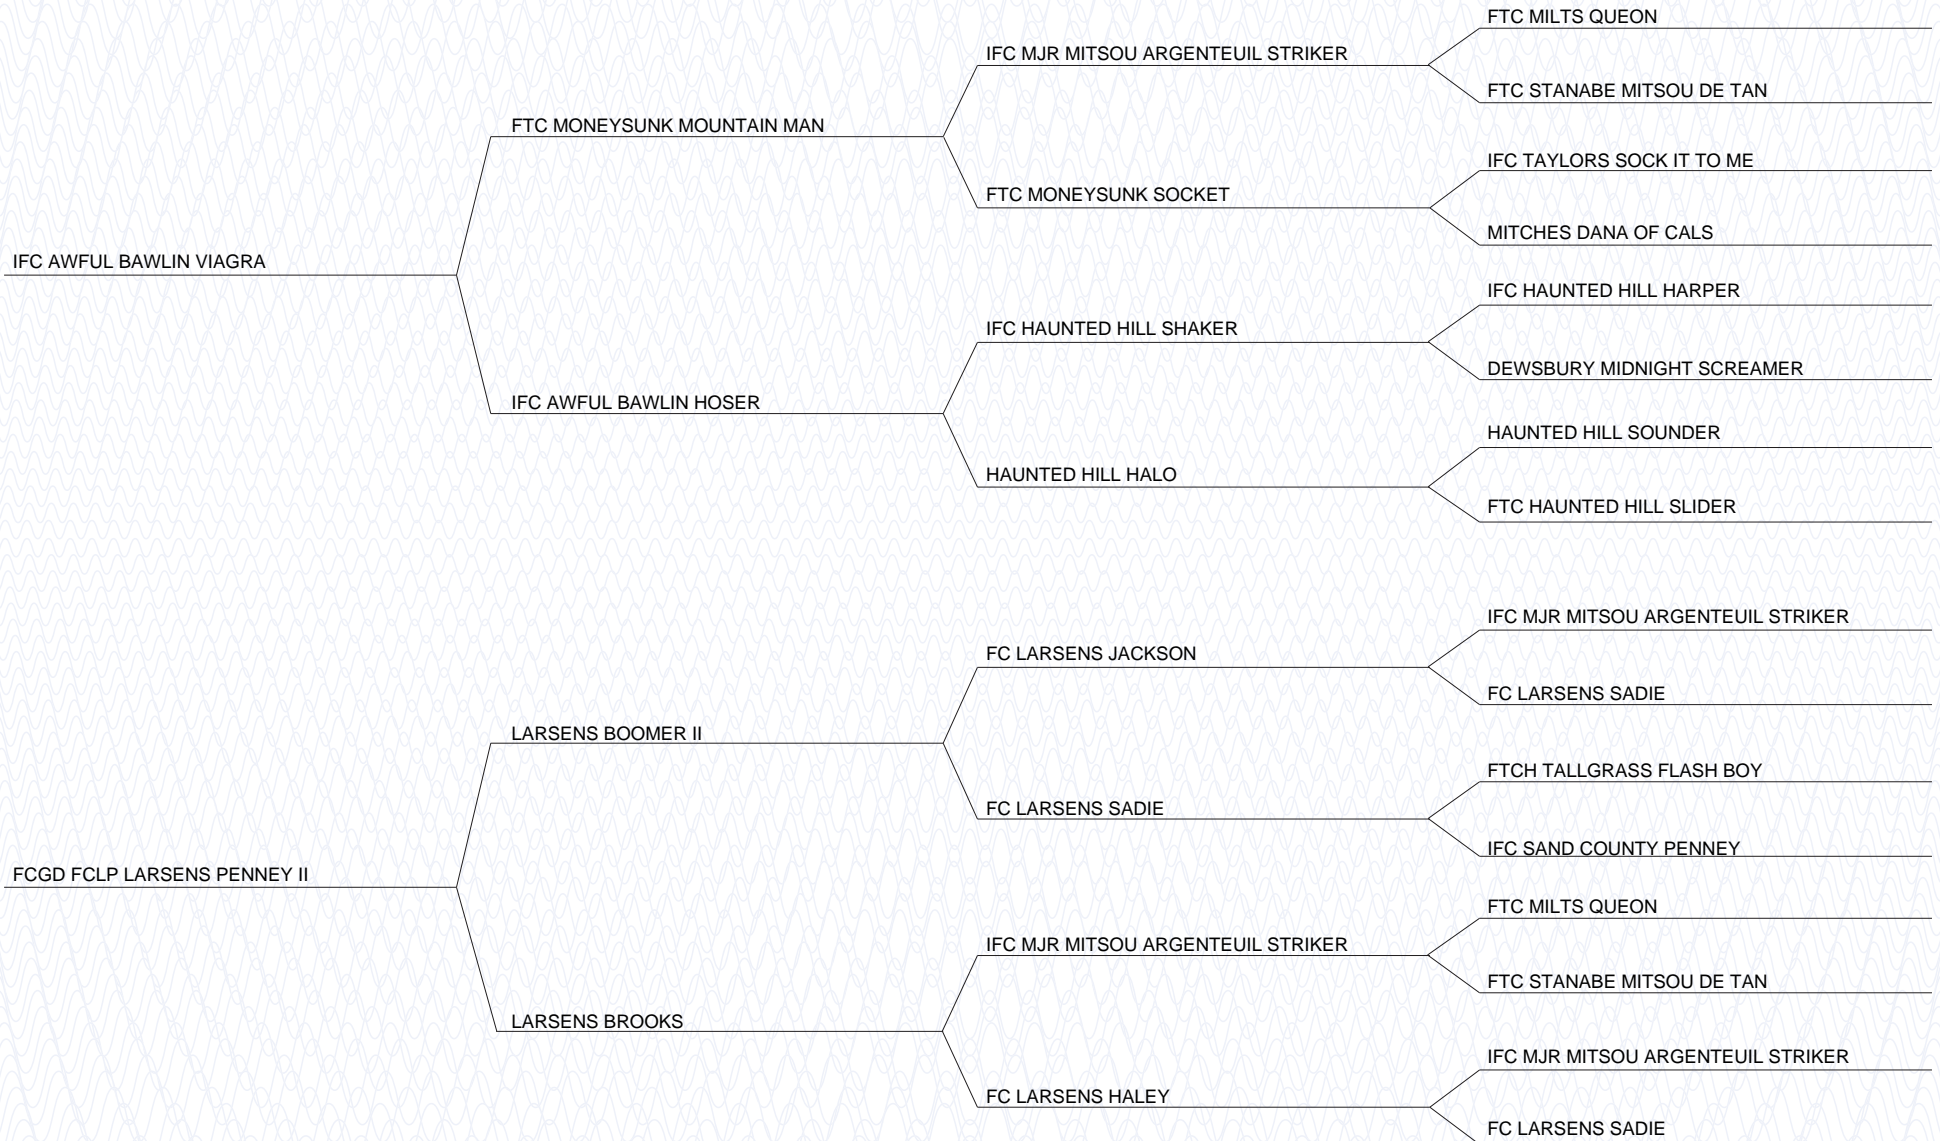 FTC MILTS QUEON
IFC MJR MITSOU ARGENTEUIL STRIKER
FTC STANABE MITSOU DE TAN
FTC MONEYSUNK MOUNTAIN MAN
IFC TAYLORS SOCK IT TO ME
FTC MONEYSUNK SOCKET
MITCHES DANA OF CALS
IFC AWFUL BAWLIN VIAGRA
IFC HAUNTED HILL HARPER
IFC HAUNTED HILL SHAKER
DEWSBURY MIDNIGHT SCREAMER
IFC AWFUL BAWLIN HOSER
HAUNTED HILL SOUNDER
HAUNTED HILL HALO
FTC HAUNTED HILL SLIDER
IFC MJR MITSOU ARGENTEUIL STRIKER
FC LARSENS JACKSON
FC LARSENS SADIE
LARSENS BOOMER II
FTCH TALLGRASS FLASH BOY
FC LARSENS SADIE
IFC SAND COUNTY PENNEY
FCGD FCLP LARSENS PENNEY II
FTC MILTS QUEON
IFC MJR MITSOU ARGENTEUIL STRIKER
FTC STANABE MITSOU DE TAN
LARSENS BROOKS
IFC MJR MITSOU ARGENTEUIL STRIKER
FC LARSENS HALEY
FC LARSENS SADIE